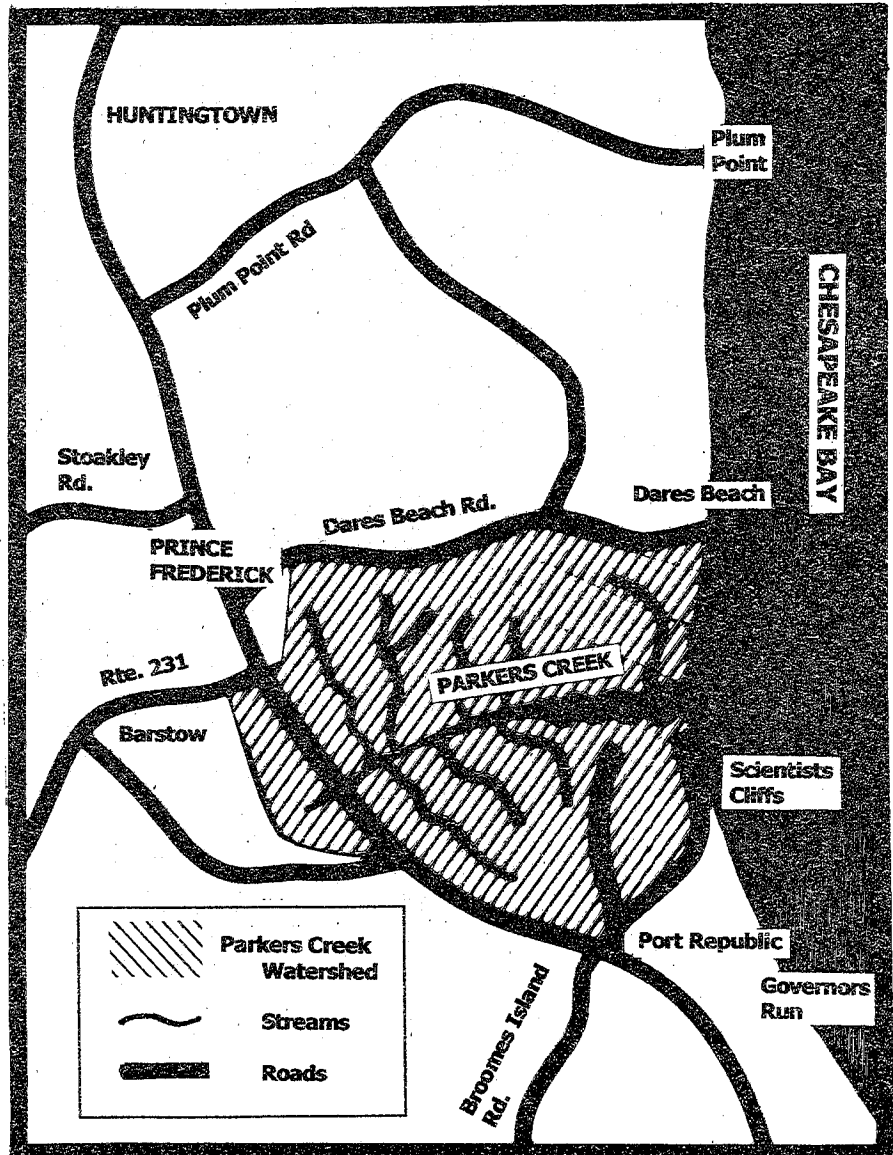 HUNTINGTOWN
Plum
Point
Plum Point Rd
CHESAPEAKE BAY
Stoakley
Rd.
Dares Beach Rd.
Dares Beach
PRINCE
FREDERICK
Rte. 231
PARKERS CREEK
Barstow
Scientists
Cliffs
Parkers Creek
Watershed
Streams
Roads
Port Republic
Governors
Run
Broomes Island
Rd.